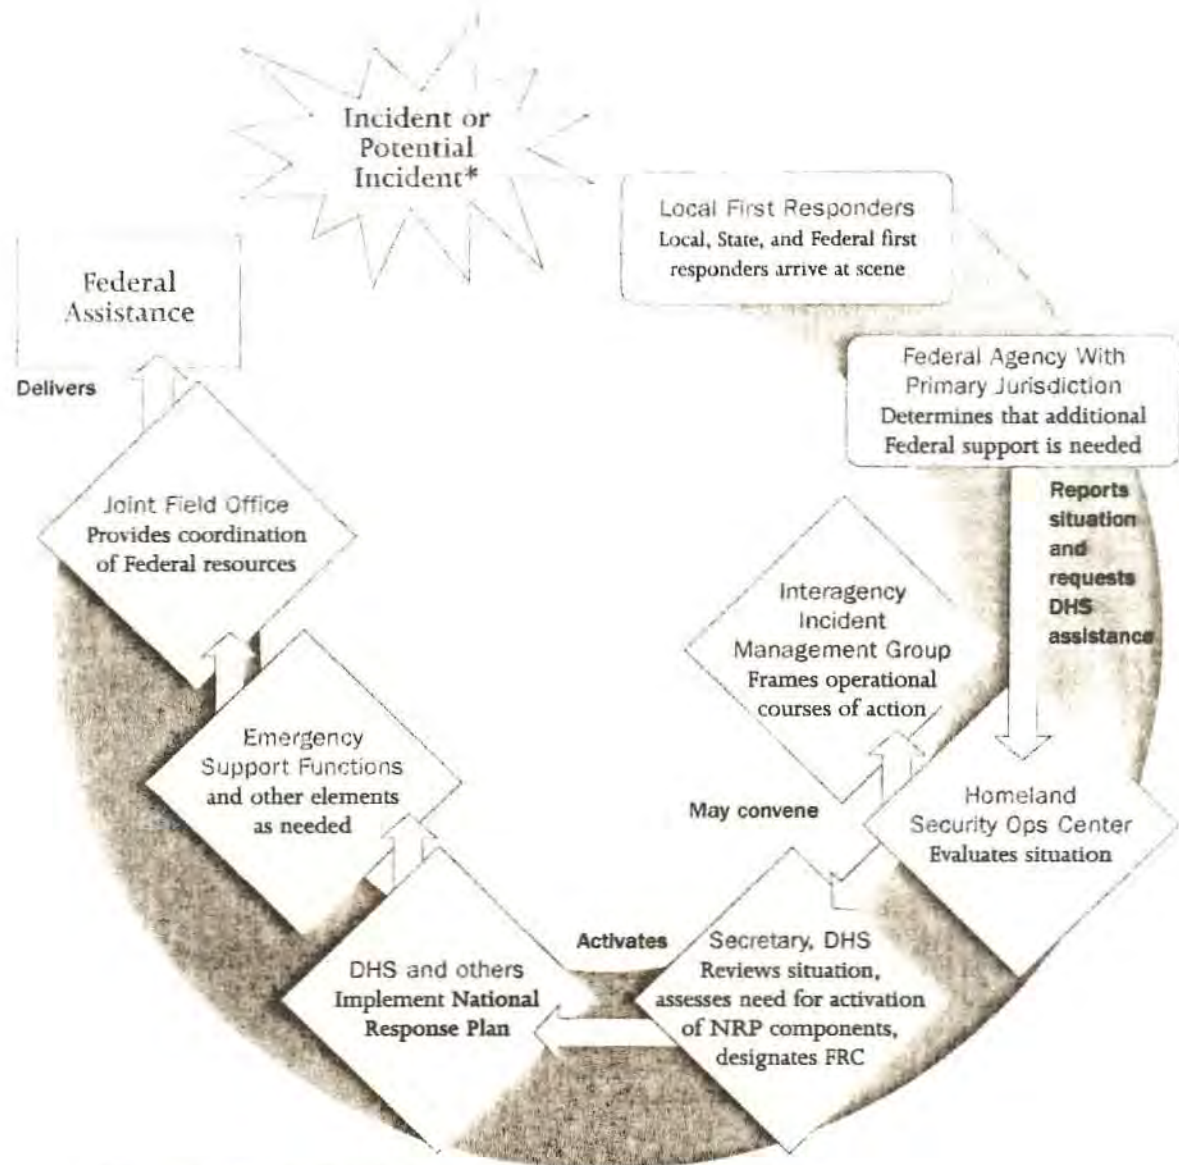 Incident or
Potential
Incident*
Local First Responders
Local, State, and Federal first
responders arrive at scene
Federal Agency With
Primary Jurisdiction
Determines that additional
Federal support is needed
Reports
situation
and
requests
DHS
assistance
Homeland
Security Ops Center
Evaluates situation
Interagency
Incident
Management Group
Frames operational
courses of action
May convene
Secretary, DHS
Reviews situation,
assesses need for activation
of NRP components,
designates FRC
Activates
DHS and others
Implement National
Response Plan
Emergency
Support Functions
and other elements
as needed
Joint Field Office
Provides coordination
of Federal resources
Delivers
Federal
Assistance